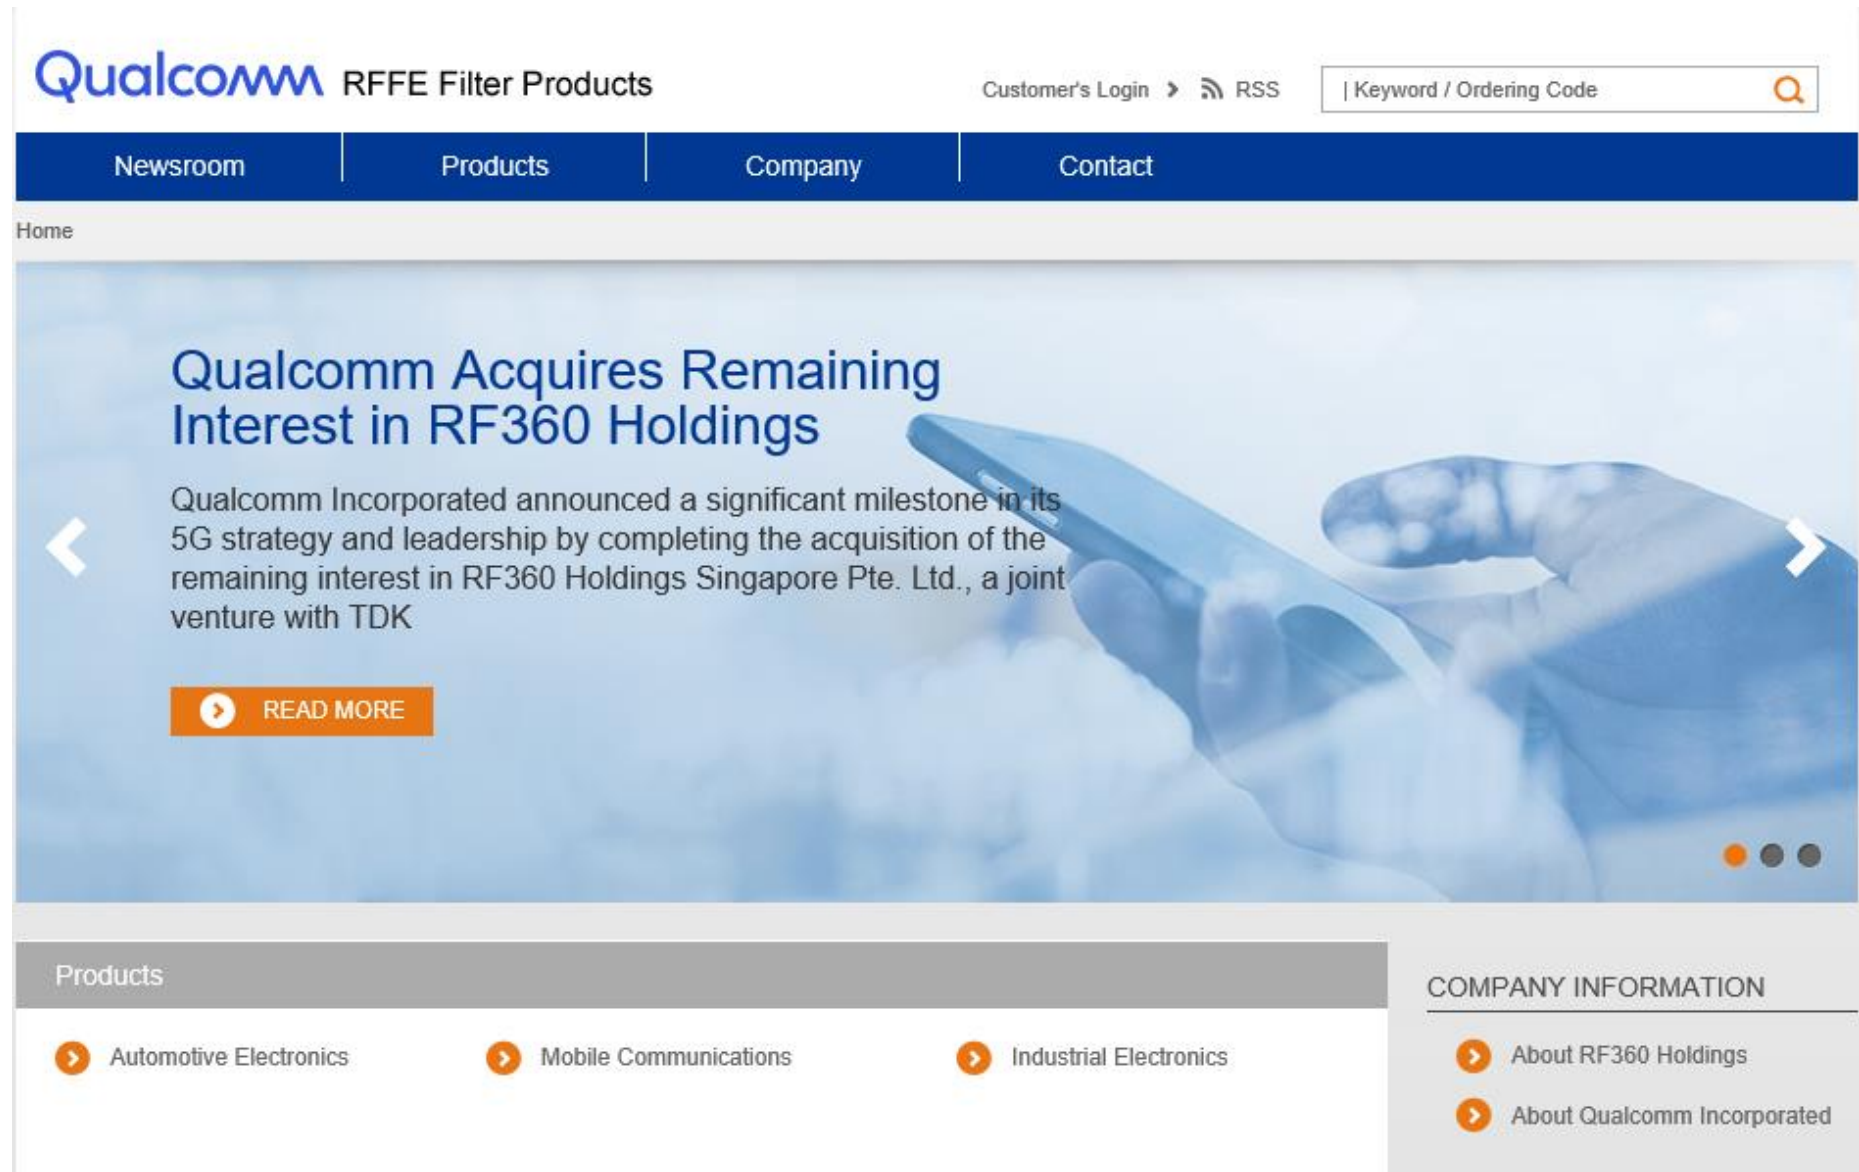 Qualcomm RFFE Filter Products
Customer's Login RSS
| Keyword / Ordering Code
Newsroom Products Company Contact
Home
Qualcomm Acquires Remaining
Interest in RF360 Holdings
Qualcomm Incorporated announced a significant milestone in its
5G strategy and leadership by completing the acquisition of the
remaining interest in RF360 Holdings Singapore Pte. Ltd., a joint
venture with TDK
READ MORE
Products
Automotive Electronics
Mobile Communications
Industrial Electronics
COMPANY INFORMATION
About RF360 Holdings
About Qualcomm Incorporated